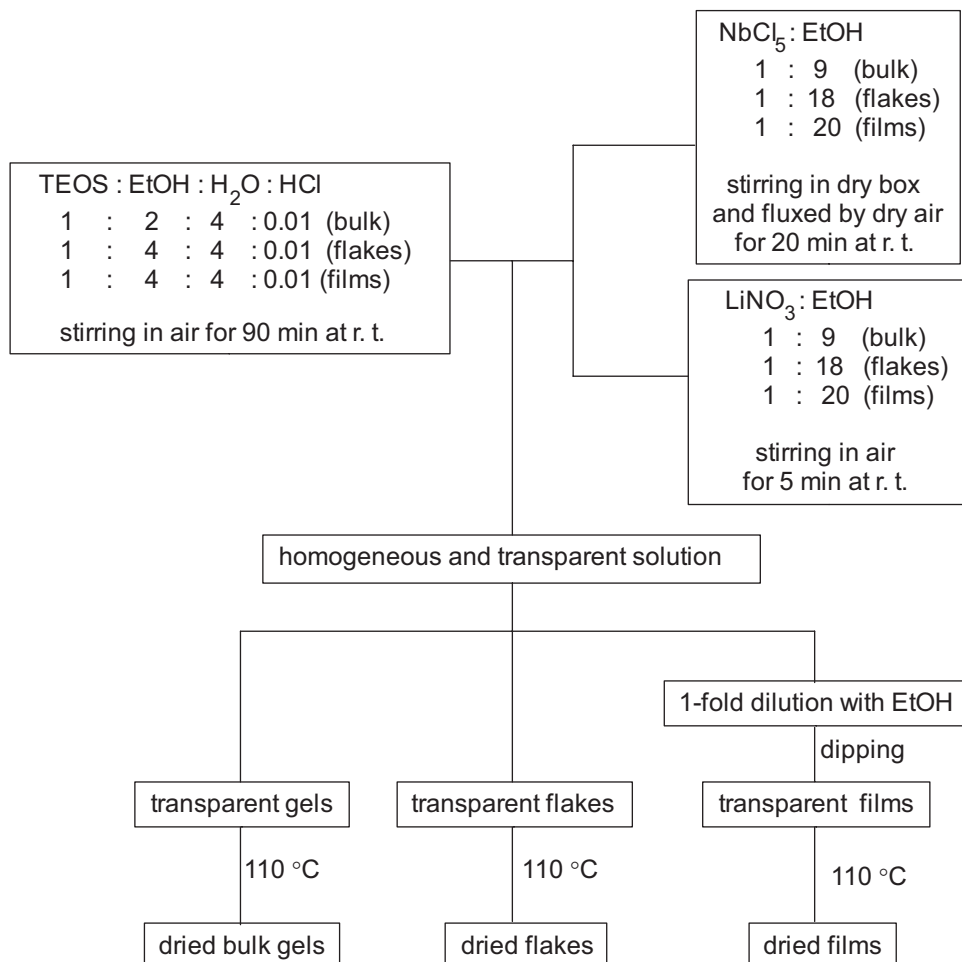 NbCl5 : EtOH
1 : 9 (bulk)
1 : 18 (flakes)
1 : 20 (films)
stirring in dry box
and fluxed by dry air
for 20 min at r. t.
TEOS : EtOH : H2O : HCl
1 : 2 : 4 : 0.01 (bulk)
1 : 4 : 4 : 0.01 (flakes)
1 : 4 : 4 : 0.01 (films)
stirring in air for 90 min at r. t.
LiNO3 : EtOH
1 : 9 (bulk)
1 : 18 (flakes)
1 : 20 (films)
stirring in air
for 5 min at r. t.
homogeneous and transparent solution
1-fold dilution with EtOH
dipping
transparent gels
transparent flakes
transparent films
110 °C
110 °C
110 °C
dried bulk gels
dried flakes
dried films